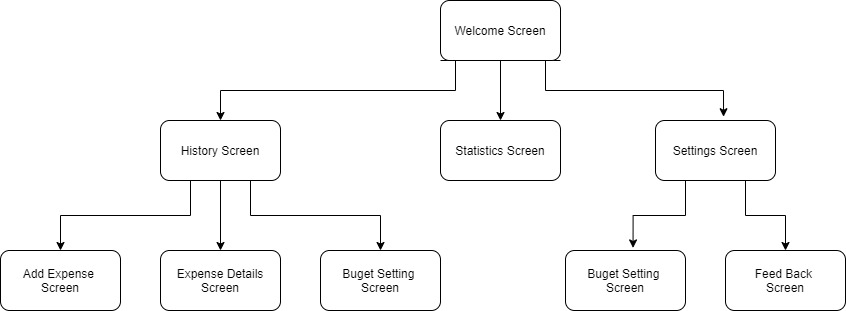 Welcome Screen
History Screen
Statistics Screen
Settings Screen
Add Expense
Screen
Expense Details
Screen
Buget Setting
Screen
Buget Setting
Screen
Feed Back
Screen